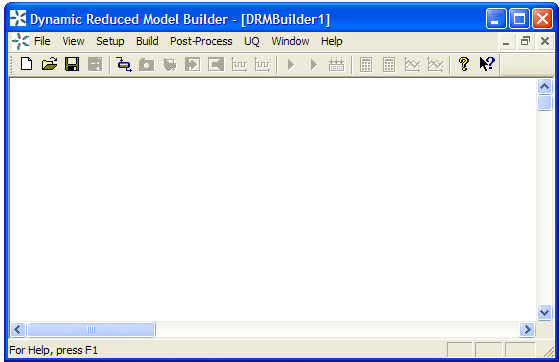 Dynamic Reduced Model Builder - [DRMBuilder1]
File View Setup Build Post-Process UQ Window Help
For Help, press F1